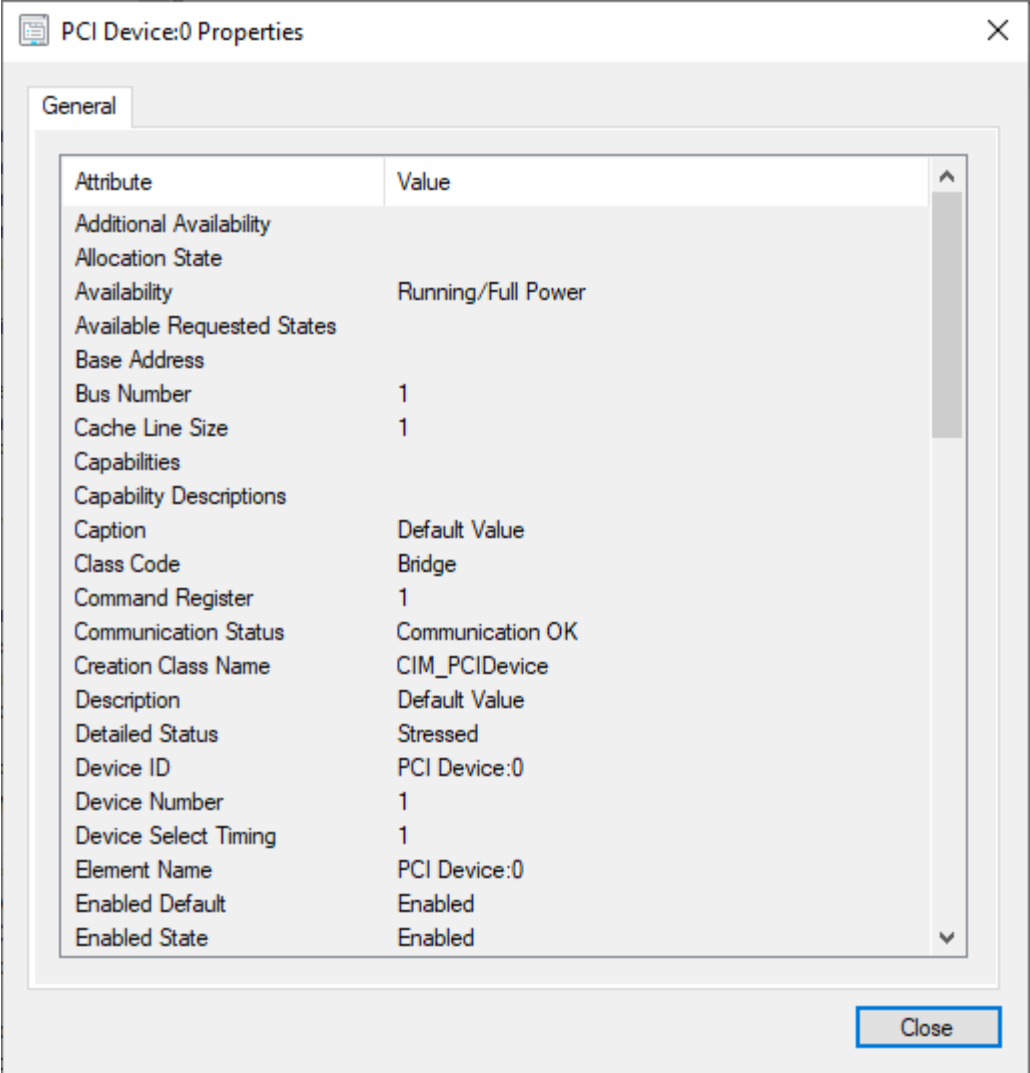 PCI Device:0 Properties
General
Attribute Value
Additional Availability
Allocation State
Availability Running/Full Power
Available Requested States
Base Address
Bus Number 1
Cache Line Size 1
Capabilities
Capability Descriptions
Caption Default Value
Class Code Bridge
Command Register 1
Communication Status Communication OK
Creation Class Name CIM_PCIDevice
Description Default Value
Detailed Status Stressed
Device ID PCI Device:0
Device Number 1
Device Select Timing 1
Element Name PCI Device:0
Enabled Default Enabled
Enabled State Enabled
Close